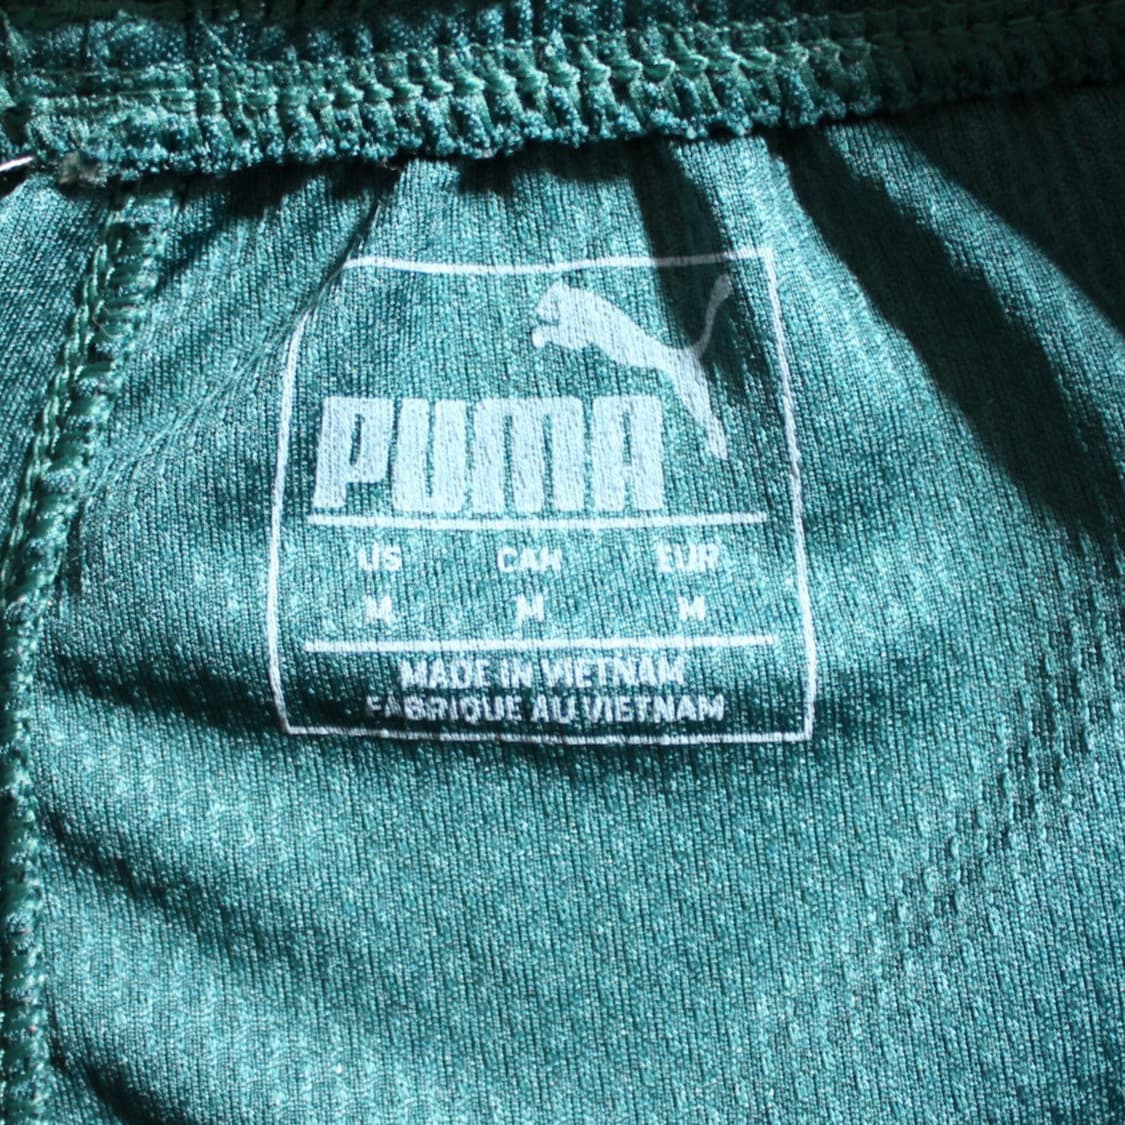 PUMA
US CAN EUR
M M M
MADE IN VIETNAM
FABRIQUE AU VIETNAM